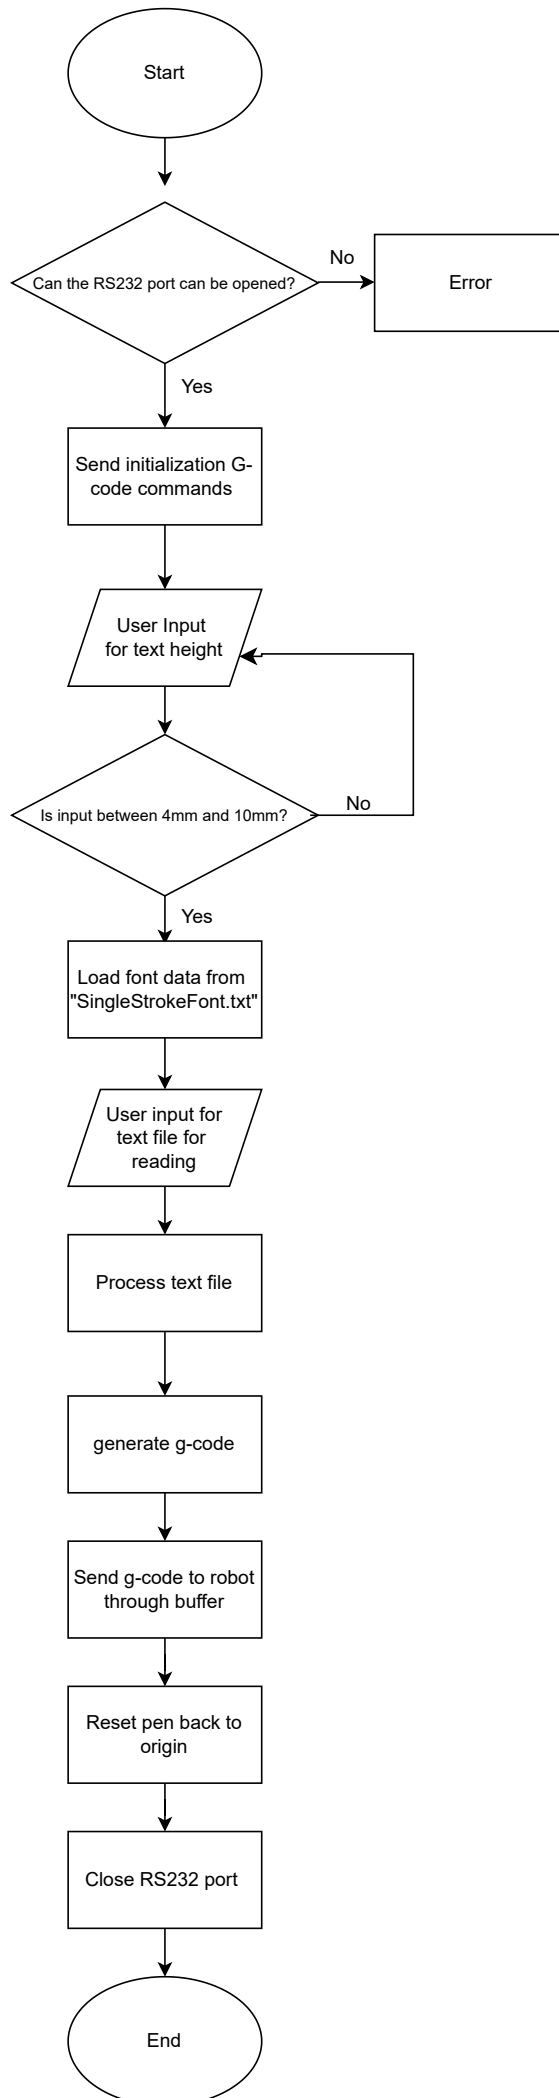 Start
Can the RS232 port can be opened?
No
Error
Yes
Send initialization G-
code commands
User Input
for text height
Is input between 4mm and 10mm?
No
Yes
Load font data from
"SingleStrokeFont.txt"
User input for
text file for
reading
Process text file
generate g-code
Send g-code to robot
through buffer
Reset pen back to
origin
Close RS232 port
End